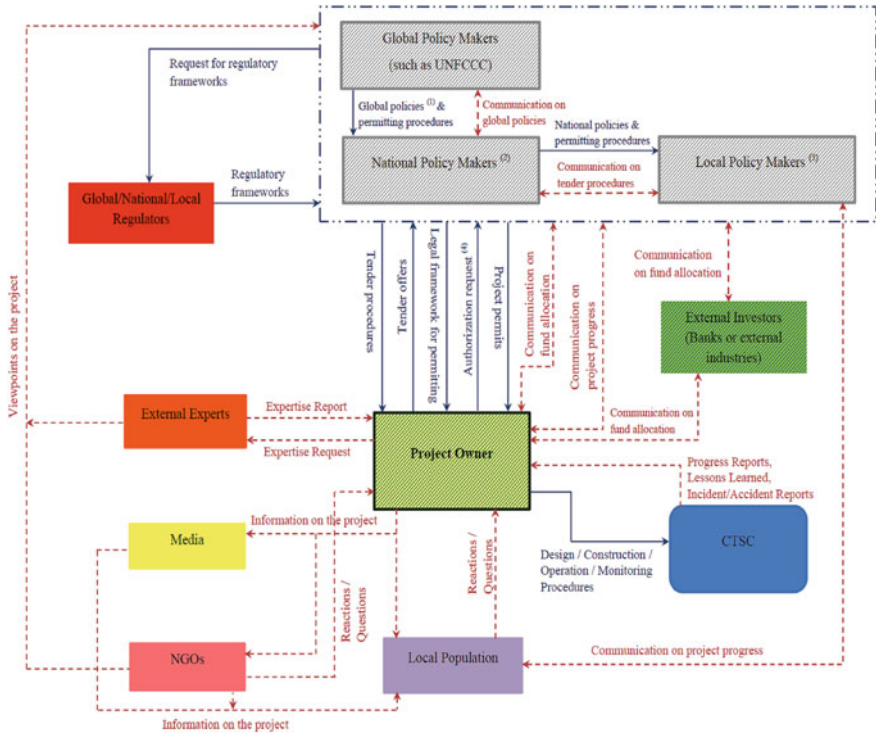 Global Policy Makers
(such as UNFCCC)
Request for regulatory
frameworks
Global policies (1) &
permitting procedures
Communication on
global policies
National policies &
permitting procedures
National Policy Makers (2)
Communication on
tender procedures
Local Policy Makers (3)
Global/National/Local
Regulators
Regulatory
frameworks
Viewpoints on the project
Tender procedures
Tender offers
Legal framework for permitting
Authorization request (4)
Project permits
Communication on
fund allocation
Communication on
project progress
Communication
on fund allocation
External Investors
(Banks or external
industries)
External Experts
Expertise Report
Expertise Request
Project Owner
Communication on
fund allocation
Progress Reports,
Lessons Learned,
Incident/Accident Reports
Media
Information on the project
CTSC
Design / Construction /
Operation / Monitoring
Procedures
Reactions /
Questions
Reactions /
Questions
NGOs
Local Population
Communication on project progress
Information on the project